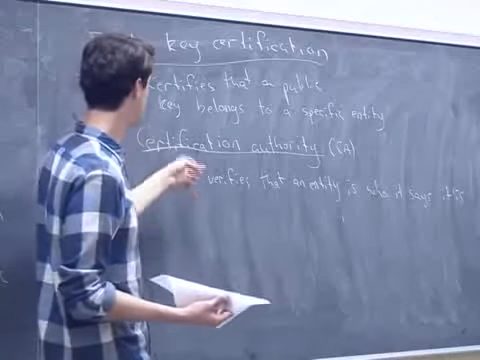 key certification
certifies that a public
key belongs to a specific entity
Certification authority (CA)
verifies that an entity is who it says it is